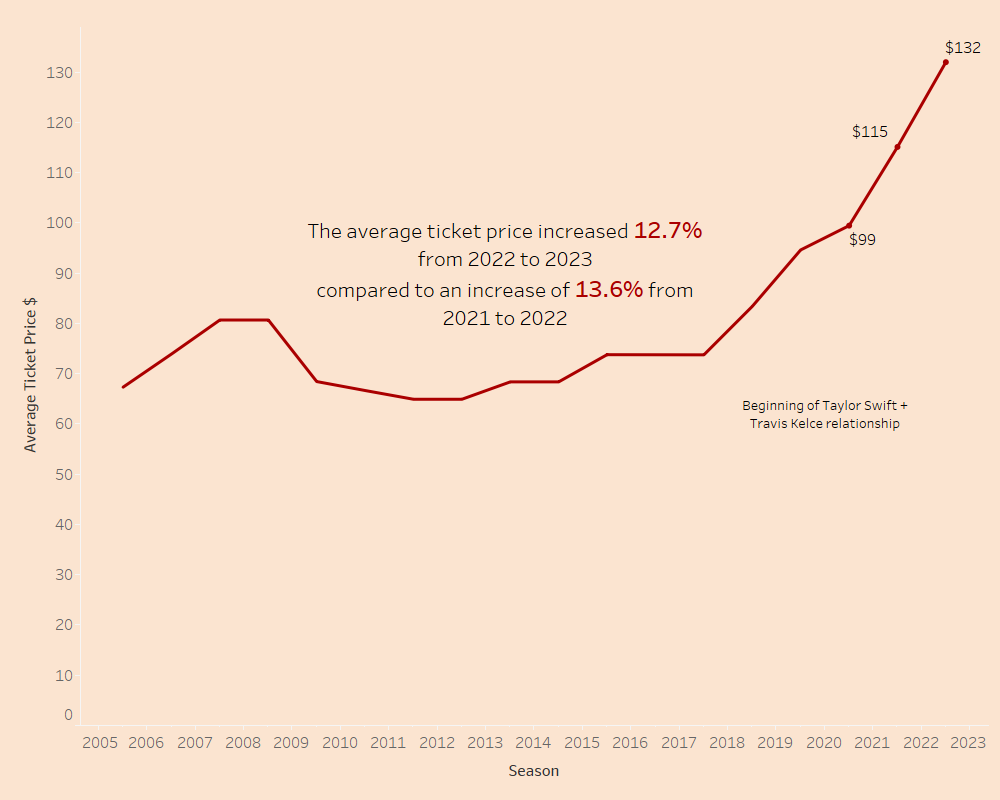 $132
130
120
$115
110
100
The average ticket price increased 12.7%
from 2022 to 2023
$99
90
compared to an increase of 13.6% from
2021 to 2022
80
70
Beginning of Taylor Swift +
Travis Kelce relationship
60
50
40
30
20
10
0
Average Ticket Price $
2005 2006 2007 2008 2009 2010 2011 2012 2013 2014 2015 2016 2017 2018 2019 2020 2021 2022 2023
Season